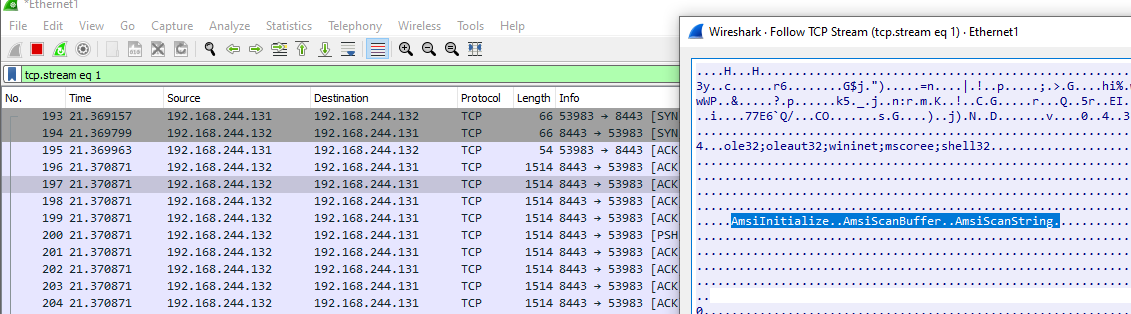 *Ethernet1
File Edit View Go Capture Analyze Statistics Telephony Wireless Tools Help
tcp.stream eq 1
No. Time Source Destination Protocol Length Info
193 21.369157 192.168.244.131 192.168.244.132 TCP 66 53983 → 8443 [SYN
194 21.369799 192.168.244.132 192.168.244.131 TCP 66 8443 → 53983 [SYN
195 21.369963 192.168.244.131 192.168.244.132 TCP 54 53983 → 8443 [ACK
196 21.370871 192.168.244.132 192.168.244.131 TCP 1514 8443 → 53983 [ACK
197 21.370871 192.168.244.132 192.168.244.131 TCP 1514 8443 → 53983 [ACK
198 21.370871 192.168.244.132 192.168.244.131 TCP 1514 8443 → 53983 [ACK
199 21.370871 192.168.244.132 192.168.244.131 TCP 1514 8443 → 53983 [ACK
200 21.370871 192.168.244.132 192.168.244.131 TCP 1514 8443 → 53983 [PSH
201 21.370871 192.168.244.132 192.168.244.131 TCP 1514 8443 → 53983 [ACK
202 21.370871 192.168.244.132 192.168.244.131 TCP 1514 8443 → 53983 [ACK
203 21.370871 192.168.244.132 192.168.244.131 TCP 1514 8443 → 53983 [ACK
204 21.370871 192.168.244.132 192.168.244.131 TCP 1514 8443 → 53983 [ACK
Wireshark · Follow TCP Stream (tcp.stream eq 1) · Ethernet1
....H...H
3y..c......r6........G$j.").....=n....|.!..p.....;.>.G....hi%.
wWP..&.....?.p......k5._.j..n:r.m.K..!..C.G.....r...Q..5r..EI.
..i....77E6`Q/...CO.......s.G....)..j).N..D.......v....0..4..3
4...ole32;oleaut32;wininet;mscoree;shell32
.....AmsiInitialize..AmsiScanBuffer..AmsiScanString.
..
0